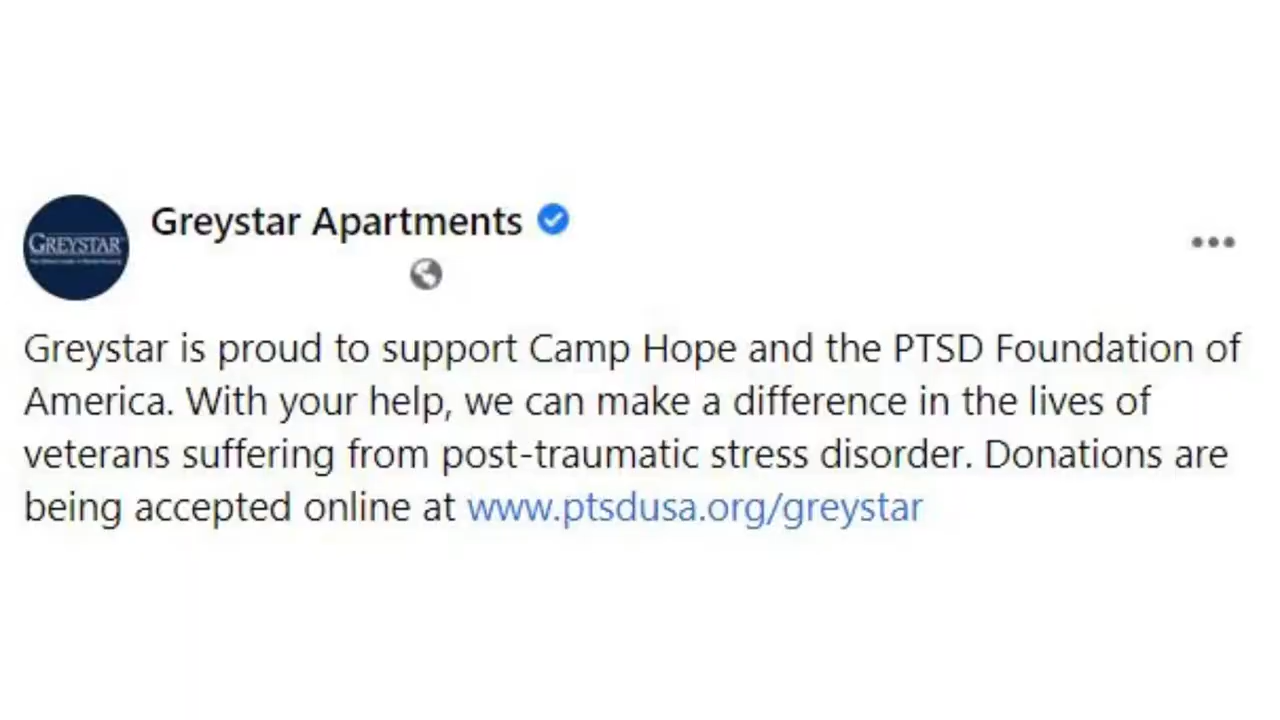 Greystar Apartments
GREYSTAR
Greystar is proud to support Camp Hope and the PTSD Foundation of
America. With your help, we can make a difference in the lives of
veterans suffering from post-traumatic stress disorder. Donations are
being accepted online at www.ptsdusa.org/greystar